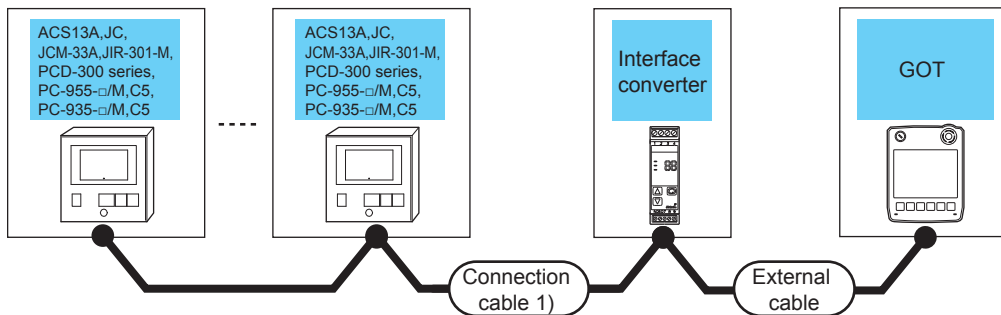 ACS13A,JC,
JCM-33A,JIR-301-M,
PCD-300 series,
PC-955-□/M,C5,
PC-935-□/M,C5
ACS13A,JC,
JCM-33A,JIR-301-M,
PCD-300 series,
PC-955-□/M,C5,
PC-935-□/M,C5
Interface
converter
GOT
88
Connection
cable 1)
External
cable